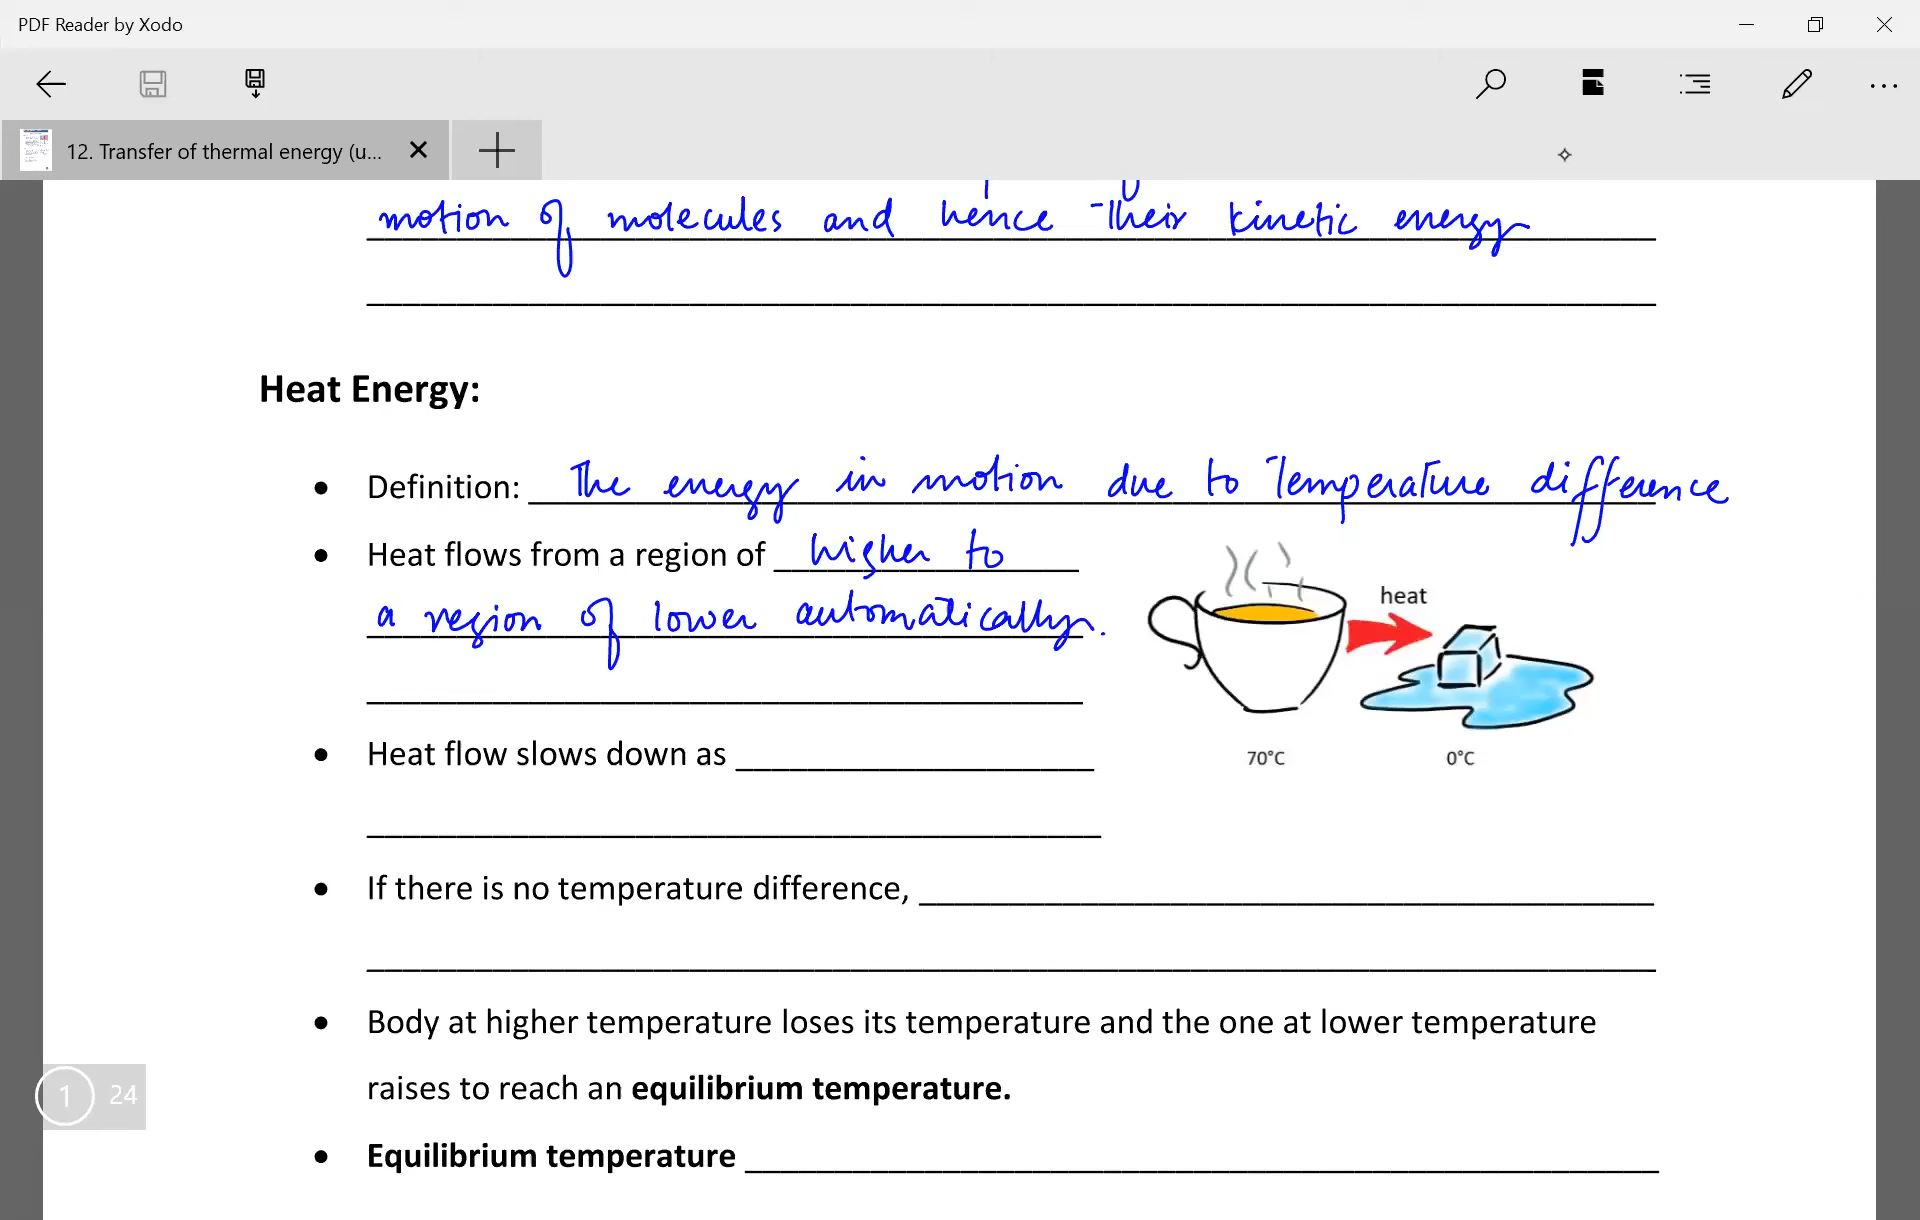 PDF Reader by Xodo
12. Transfer of thermal energy (u...
motion of molecules and hence their kinetic energy
Heat Energy:
• Definition: The energy in motion due to temperature difference
• Heat flows from a region of higher to
a region of lower automatically.
heat
• Heat flow slows down as
70°C 0°C
• If there is no temperature difference,
• Body at higher temperature loses its temperature and the one at lower temperature
raises to reach an equilibrium temperature.
1 24
• Equilibrium temperature